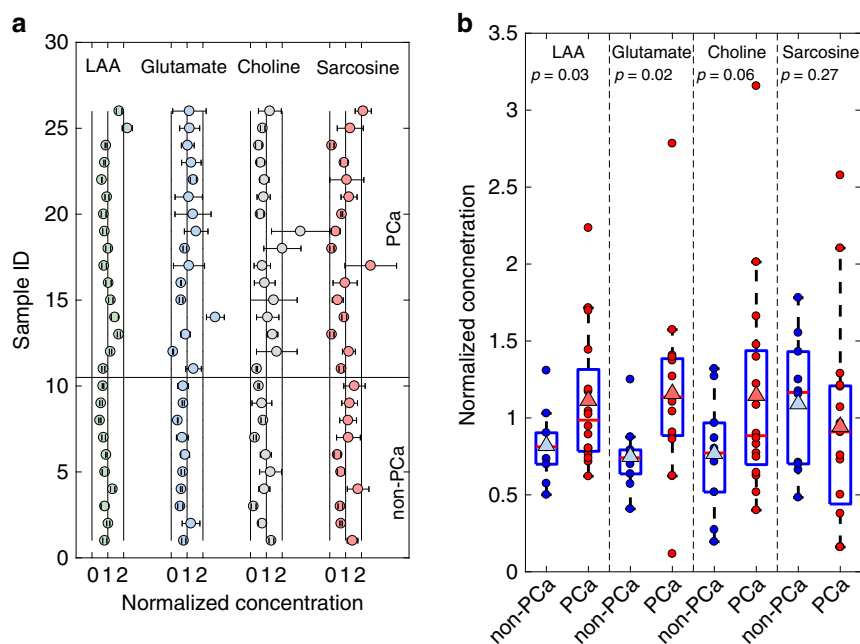 a
30
25
20
15
10
5
0
Sample ID
LAA Glutamate Choline Sarcosine
PCa
non-PCa
0 1 2 0 1 2 0 1 2 0 1 2
Normalized concentration
b
3.5
3
2.5
2
1.5
1
0.5
0
Normalized concnetration
LAA Glutamate Choline Sarcosine
p = 0.03 p = 0.02 p = 0.06 p = 0.27
non-PCa PCa non-PCa PCa non-PCa PCa non-PCa PCa